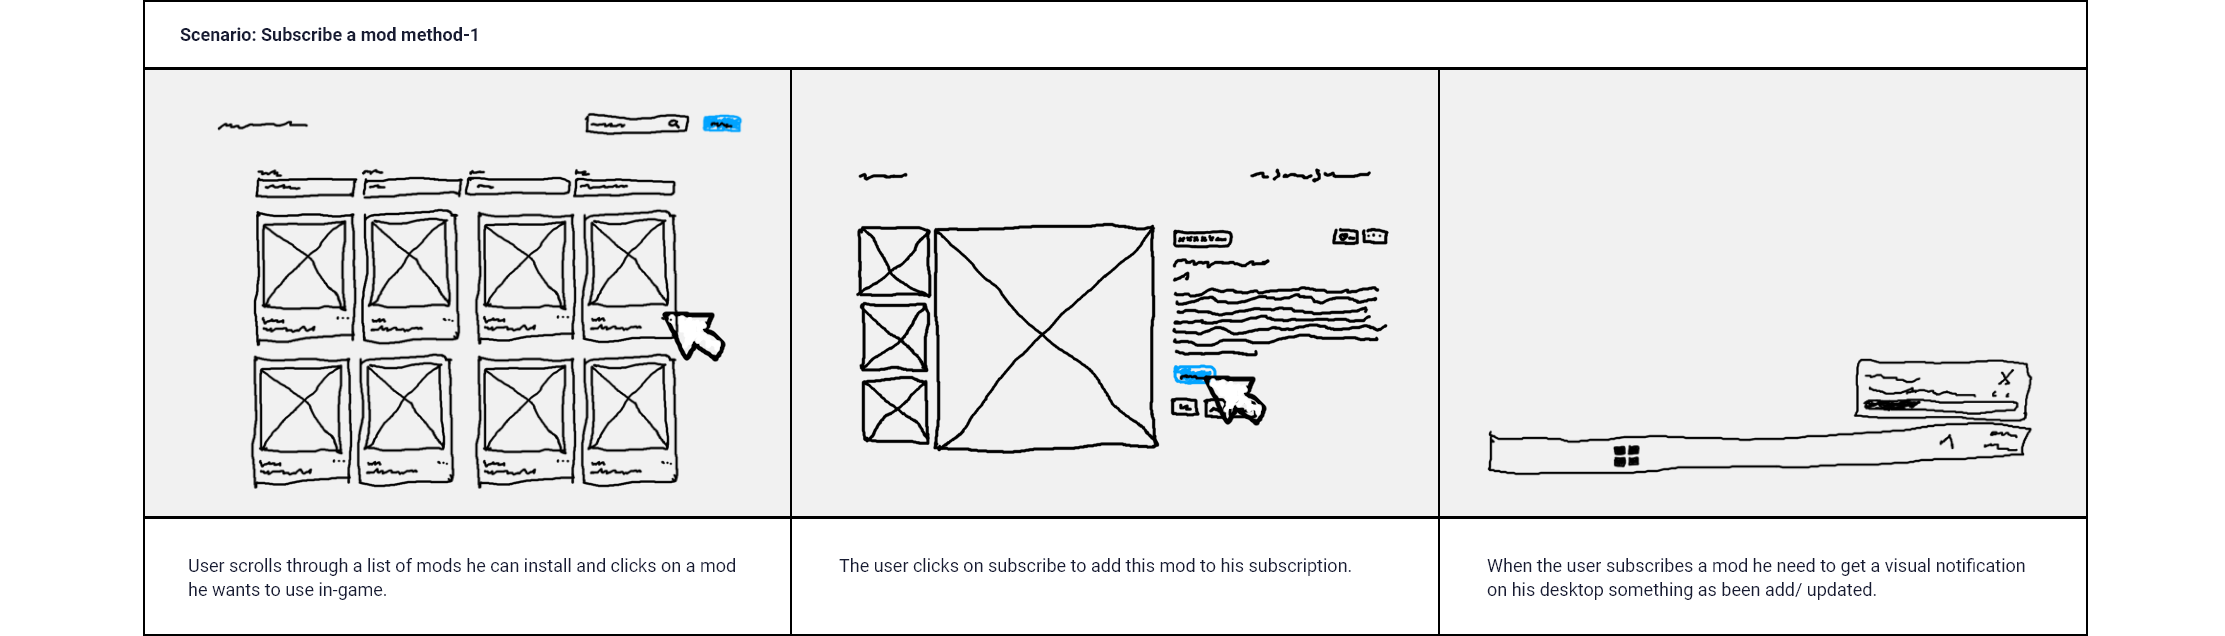 Scenario: Subscribe a mod method-1
User scrolls through a list of mods he can install and clicks on a mod
he wants to use in-game.
The user clicks on subscribe to add this mod to his subscription.
When the user subscribes a mod he need to get a visual notification
on his desktop something as been add/ updated.